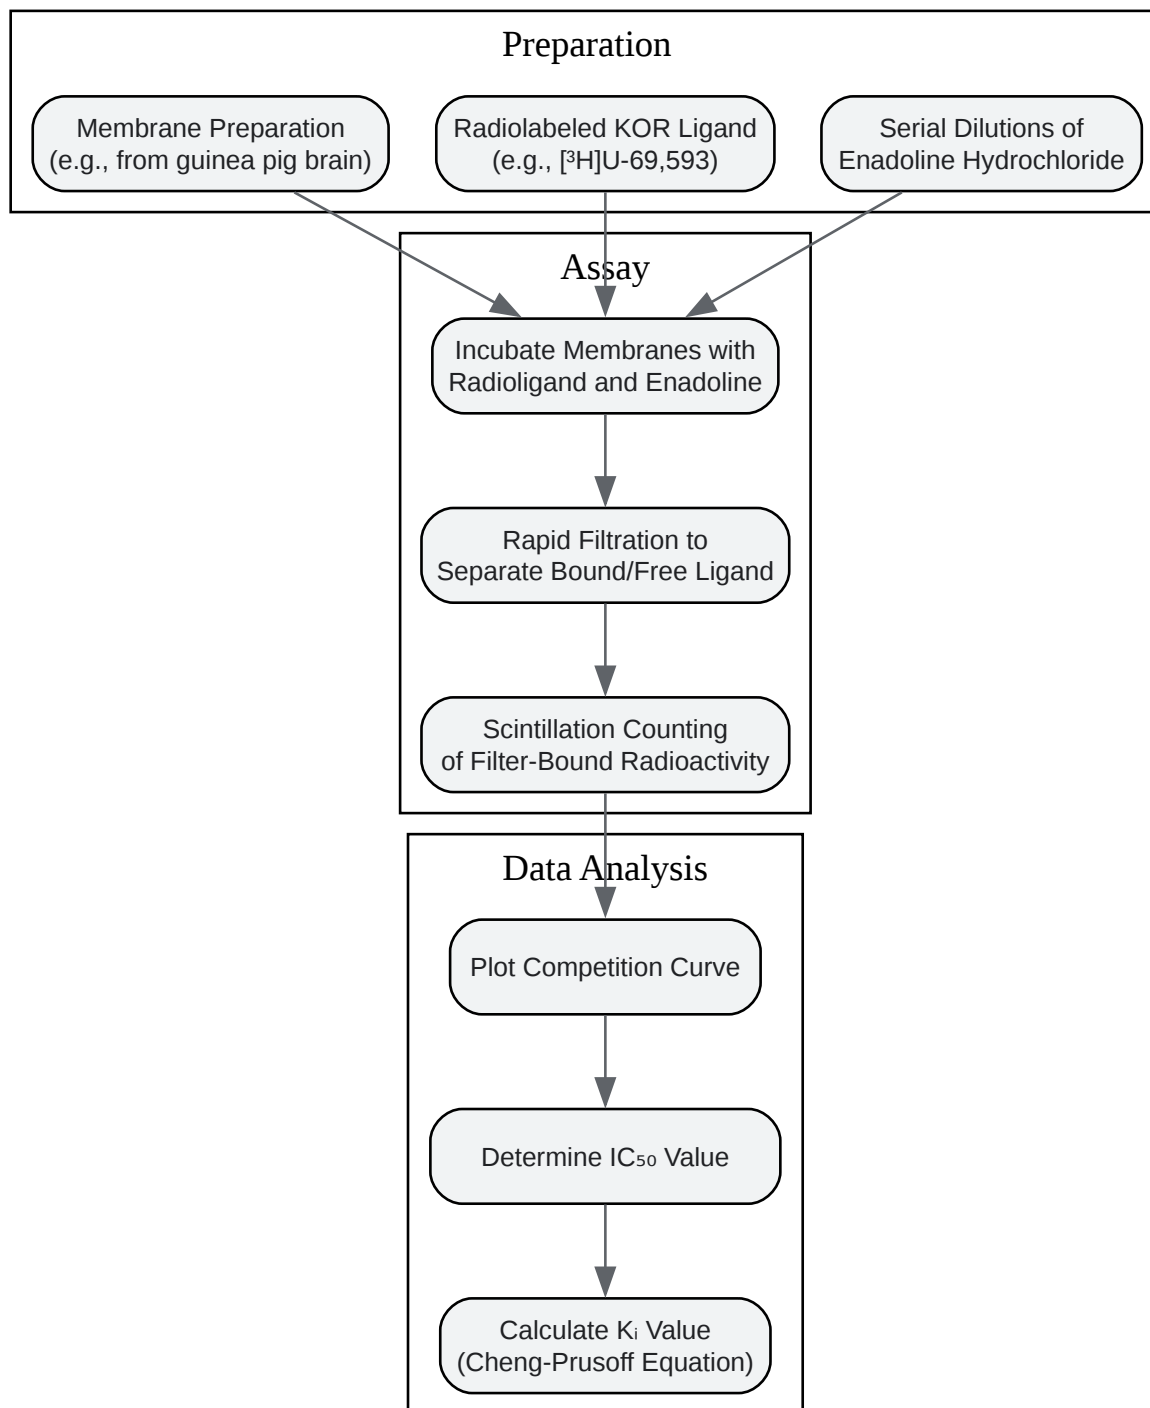 Preparation
Membrane Preparation
(e.g., from guinea pig brain)
Radiolabeled KOR Ligand
(e.g., [³H]U-69,593)
Serial Dilutions of
Enadoline Hydrochloride
Assay
Incubate Membranes with
Radioligand and Enadoline
Rapid Filtration to
Separate Bound/Free Ligand
Scintillation Counting
of Filter-Bound Radioactivity
Data Analysis
Plot Competition Curve
Determine IC₅₀ Value
Calculate Kᵢ Value
(Cheng-Prusoff Equation)